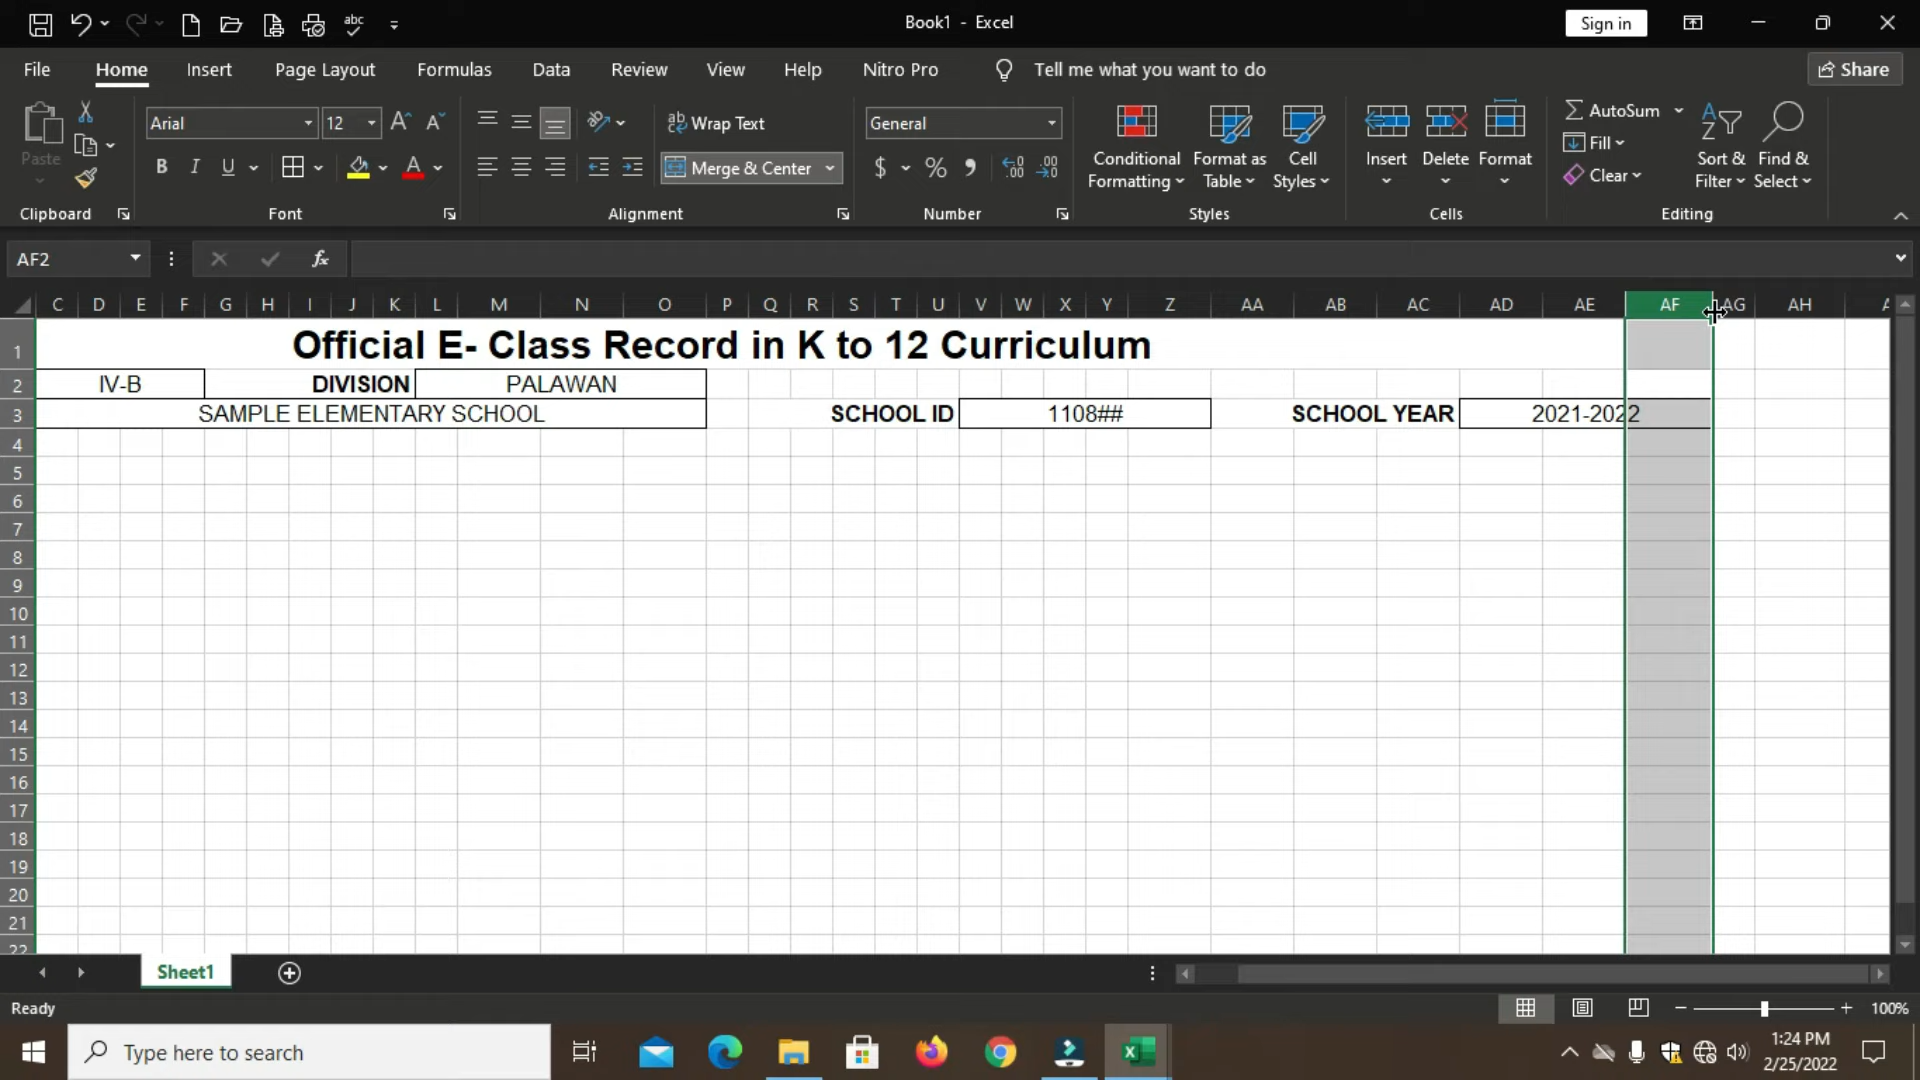 abc
Book1 - Excel
Sign in
File Home Insert Page Layout Formulas Data Review View Help Nitro Pro Tell me what you want to do Share
Paste
Arial 12 A A
ab Wrap Text
General
Conditional Formatting
Format as Table
Cell Styles
Insert Delete Format
AutoSum
Fill
Clear
Sort & Filter
Find & Select
B I U A
Merge & Center
$ % ,
Clipboard Font Alignment Number Styles Cells Editing
AF2 fx
C D E F G H I J K L M N O P Q R S T U V W X Y Z AA AB AC AD AE AF AG AH
1 Official E- Class Record in K to 12 Curriculum
2 IV-B DIVISION PALAWAN
3 SAMPLE ELEMENTARY SCHOOL SCHOOL ID 1108## SCHOOL YEAR 2021-2022
4
5
6
7
8
9
10
11
12
13
14
15
16
17
18
19
20
21
22
Sheet1
Ready 100%
Type here to search
1:24 PM
2/25/2022